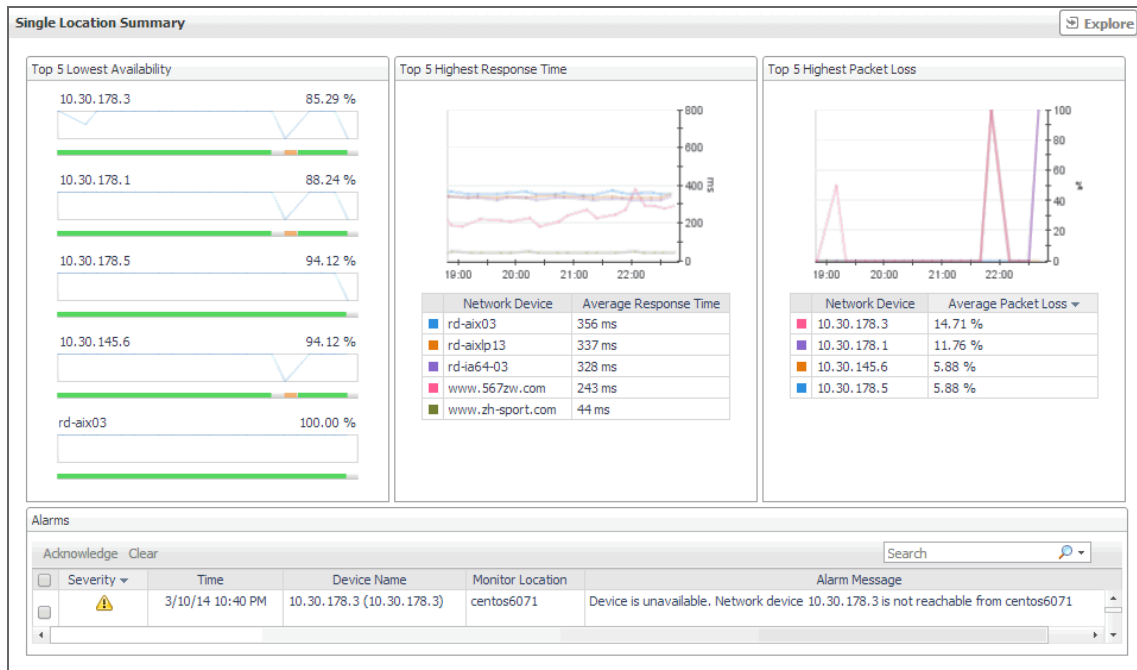 Single Location Summary
Explore
Top 5 Lowest Availability
10.30.178.3 85.29 %
10.30.178.1 88.24 %
10.30.178.5 94.12 %
10.30.145.6 94.12 %
rd-aix03 100.00 %
Top 5 Highest Response Time
800
600
400
200
0
ms
19:00 20:00 21:00 22:00
Network Device Average Response Time
rd-aix03 356 ms
rd-aixlp13 337 ms
rd-ia64-03 328 ms
www.567zw.com 243 ms
www.zh-sport.com 44 ms
Top 5 Highest Packet Loss
100
80
60
40
20
0
%
19:00 20:00 21:00 22:00
Network Device Average Packet Loss
10.30.178.3 14.71 %
10.30.178.1 11.76 %
10.30.145.6 5.88 %
10.30.178.5 5.88 %
Alarms
Acknowledge Clear Search
Severity Time Device Name Monitor Location Alarm Message
3/10/14 10:40 PM 10.30.178.3 (10.30.178.3) centos6071 Device is unavailable. Network device 10.30.178.3 is not reachable from centos6071